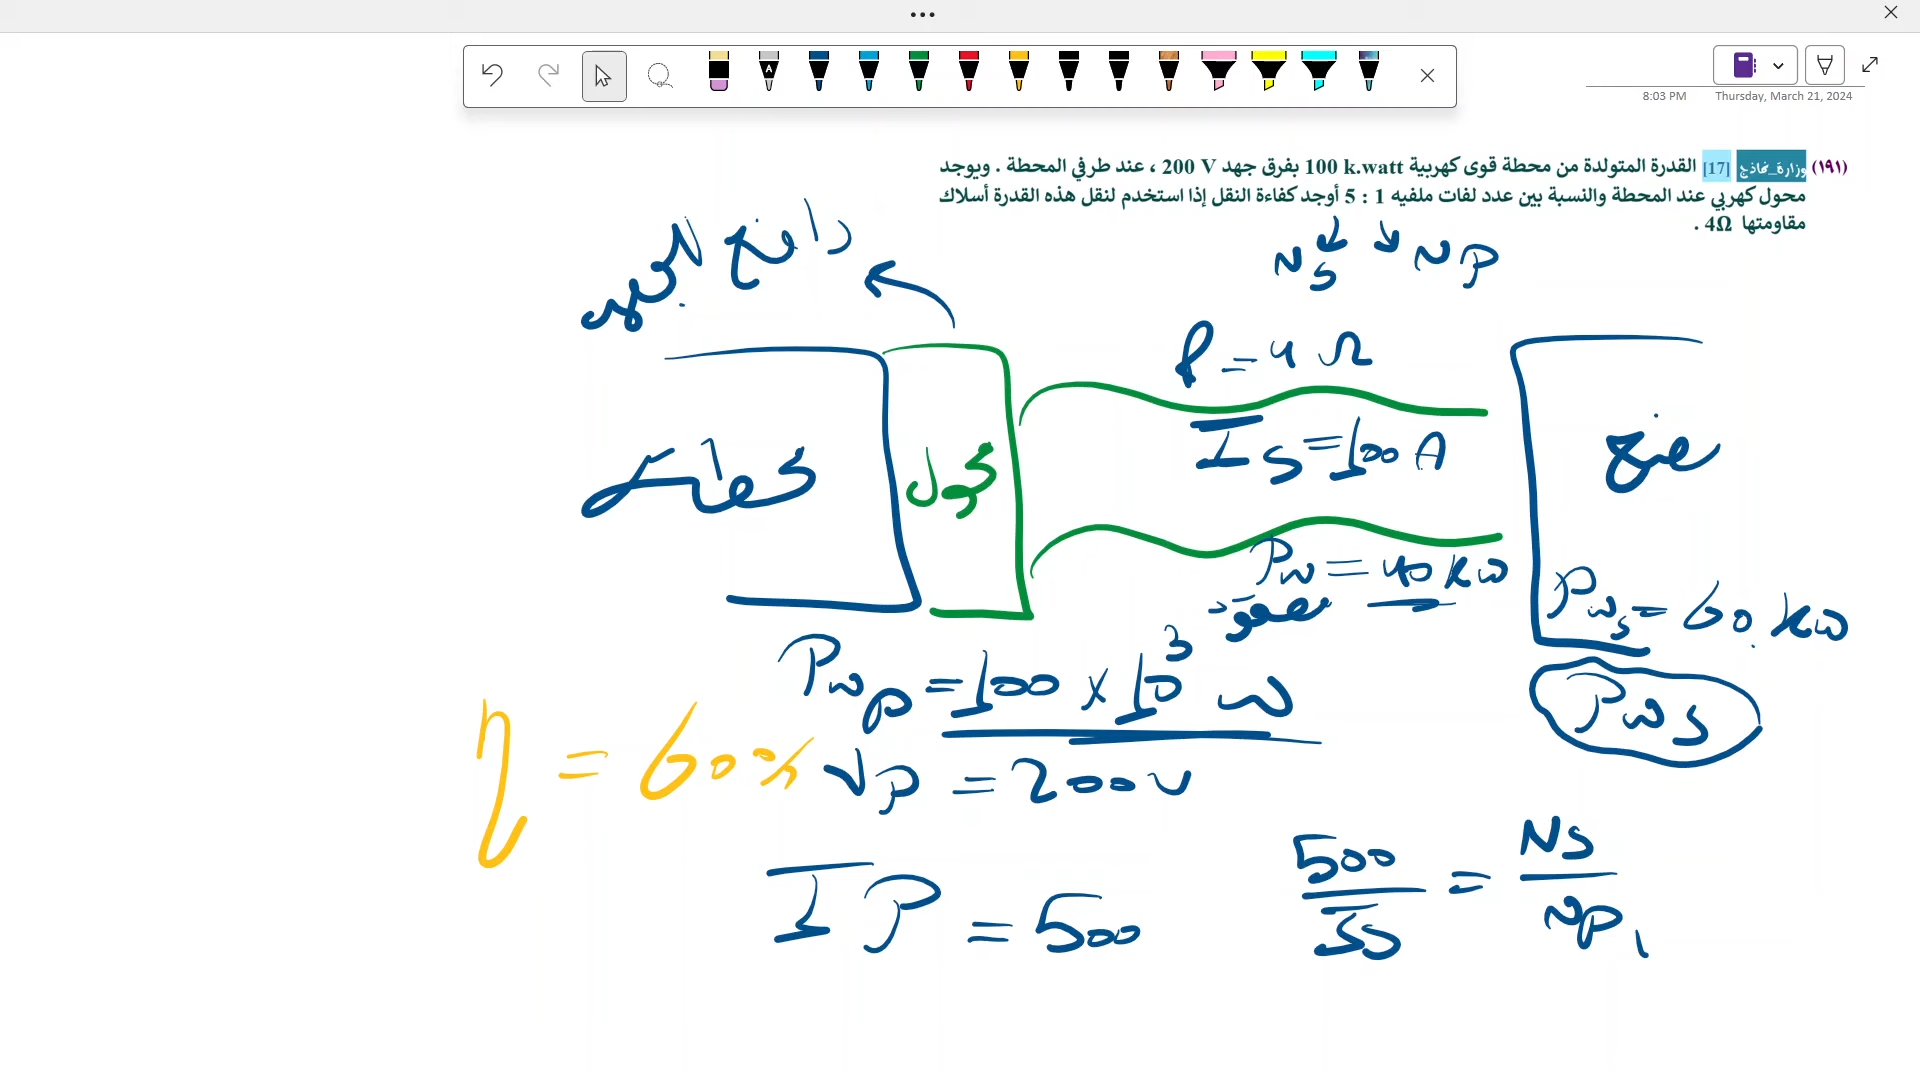 8:03 PM Thursday, March 21, 2024
(١٩١) وزارة_نماذج [17] القدرة المتولدة من محطة قوى كهربية 100 k.watt بفرق جهد 200 V ، عند طرفي المحطة . ويوجد
محول كهربي عند المحطة والنسبة بين عدد لفات ملفيه 1 : 5 أوجد كفاءة النقل إذا استخدم لنقل هذه القدرة أسلاك
مقاومتها 4Ω .
Ns Np
رافع للجهد
R = 4 Ω
محطة
محول
Is = 100 A
Pw = 40 kw
مفقودة
Pws = 60 kw
Pwp = 100 × 10³ w
Pws
η = 60%
Vp = 200 v
Ip = 500
500/Is = Ns/Np